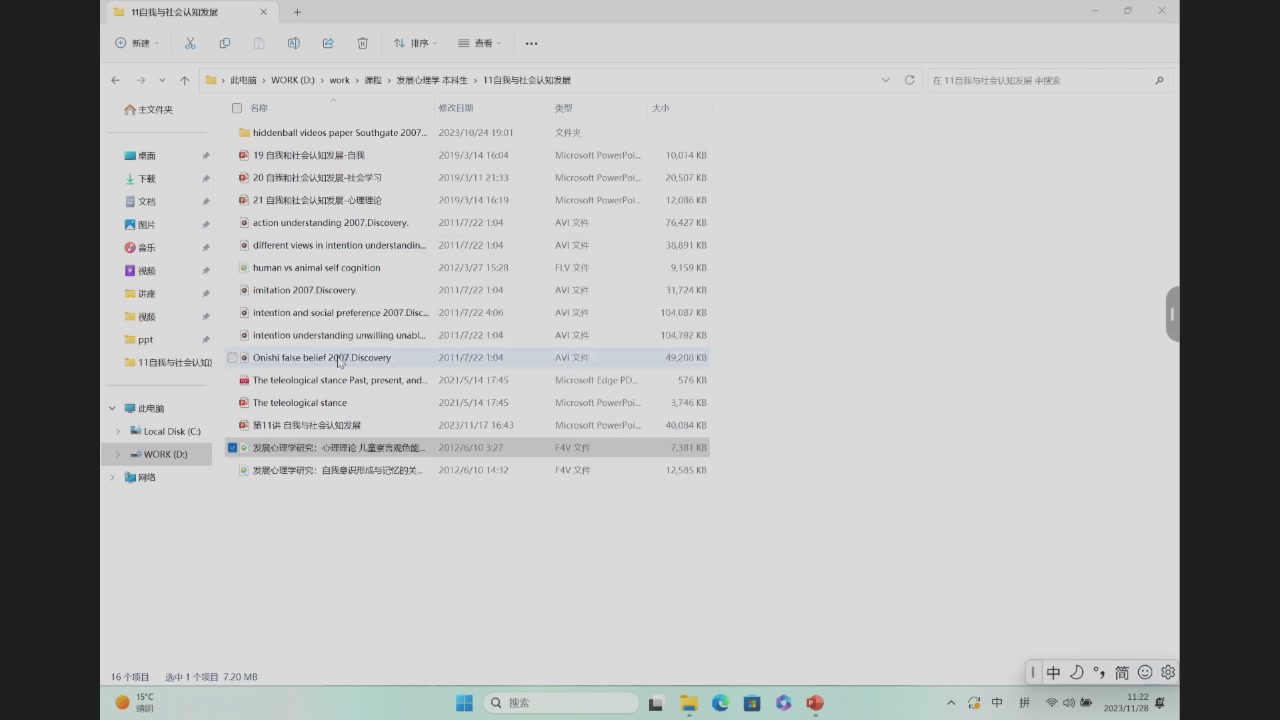 11自我与社会认知发展
新建
排序
查看
此电脑 › WORK (D:) › work › 课程 › 发展心理学 本科生 › 11自我与社会认知发展
在 11自我与社会认知发展 中搜索
主文件夹
桌面
下载
文档
图片
音乐
视频
讲座
视频
ppt
11自我与社会认知
此电脑
Local Disk (C:)
WORK (D:)
网络
名称 修改日期 类型 大小
hiddenball videos paper Southgate 2007... 2023/10/24 19:01 文件夹
19 自我和社会认知发展-自我 2019/3/14 16:04 Microsoft PowerPoi... 10,014 KB
20 自我和社会认知发展-社会学习 2019/3/11 21:33 Microsoft PowerPoi... 20,507 KB
21 自我和社会认知发展-心理理论 2019/3/14 16:19 Microsoft PowerPoi... 12,086 KB
action understanding 2007.Discovery. 2011/7/22 1:04 AVI 文件 76,427 KB
different views in intention understandin... 2011/7/22 1:04 AVI 文件 38,891 KB
human vs animal self cognition 2012/3/27 15:28 FLV 文件 9,159 KB
imitation 2007.Discovery. 2011/7/22 1:04 AVI 文件 31,724 KB
intention and social preference 2007.Disc... 2011/7/22 4:06 AVI 文件 104,087 KB
intention understanding unwilling unabl... 2011/7/22 1:04 AVI 文件 104,292 KB
Onishi false belief 2007.Discovery 2011/7/22 1:04 AVI 文件 49,208 KB
The teleological stance Past, present, and... 2021/5/14 17:45 Microsoft Edge PD... 576 KB
The teleological stance 2021/5/14 17:45 Microsoft PowerPoi... 3,746 KB
第11讲 自我与社会认知发展 2023/11/17 16:43 Microsoft PowerPoi... 40,084 KB
发展心理学研究：心理理论 儿童察言观色能... 2012/6/10 3:27 F4V 文件 7,381 KB
发展心理学研究：自我意识形成与记忆的关... 2012/6/10 14:32 F4V 文件 12,585 KB
16 个项目 选中 1 个项目 7.20 MB
中 简
15°C
晴朗
搜索
中 拼
11:22
2023/11/28